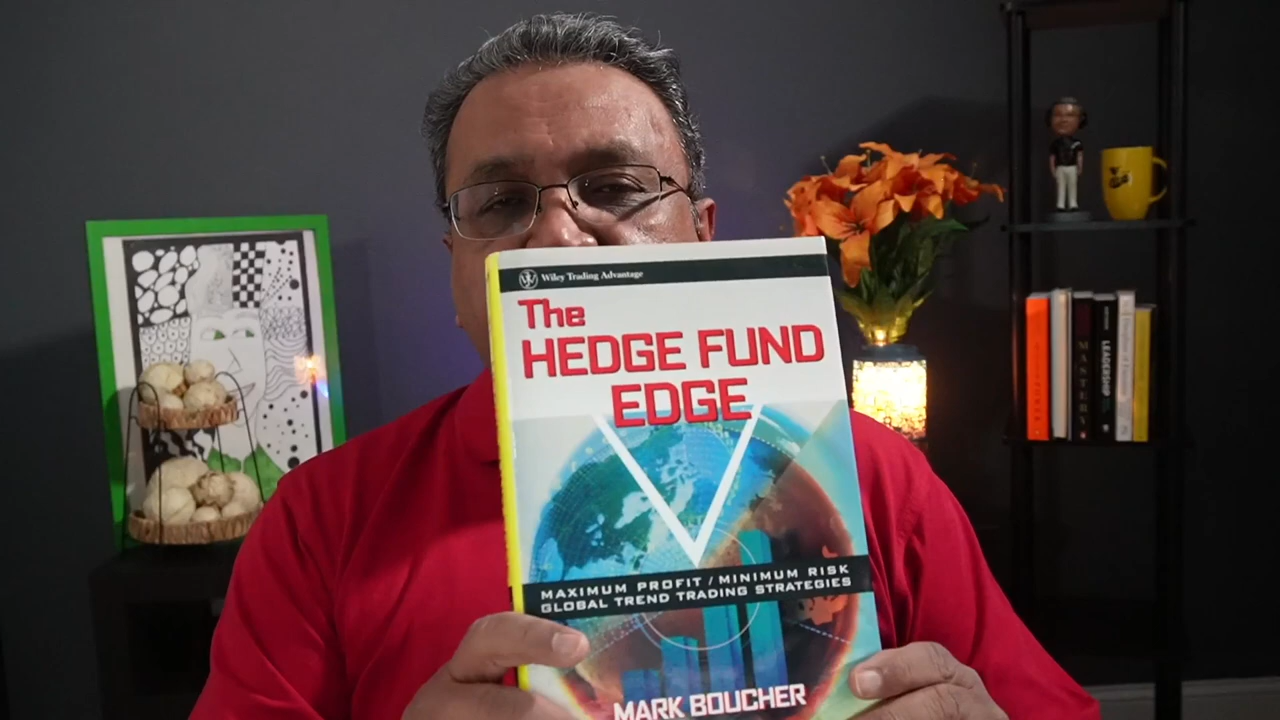 Wiley Trading Advantage
The
HEDGE FUND
EDGE
MAXIMUM PROFIT / MINIMUM RISK
GLOBAL TREND TRADING STRATEGIES
MARK BOUCHER
MASTERY
LEADERSHIP